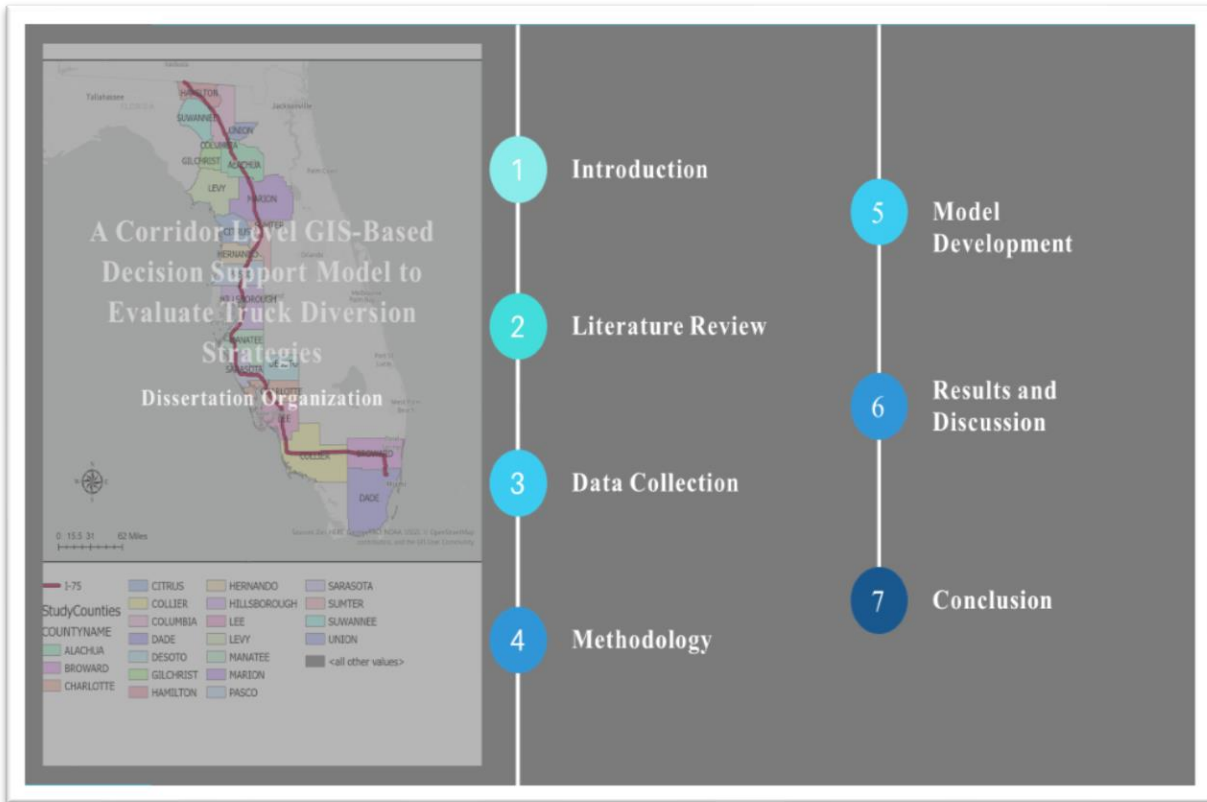 Tallahassee
Jacksonville
HAMILTON
SUWANNEE
UNION
COLUMBIA
GILCHRIST
ALACHUA
LEVY
MARION
CITRUS
SUMTER
HERNANDO
Orlando
HILLSBOROUGH
MANATEE
SARASOTA
LEE
COLLIER
BROWARD
DADE
A Corridor Level GIS-Based
Decision Support Model to
Evaluate Truck Diversion
Strategies
Dissertation Organization
0 15.5 31 62 Miles
I-75
StudyCounties
COUNTYNAME
ALACHUA
BROWARD
CHARLOTTE
CITRUS
COLLIER
COLUMBIA
DADE
DESOTO
GILCHRIST
HAMILTON
HERNANDO
HILLSBOROUGH
LEE
LEVY
MANATEE
MARION
PASCO
SARASOTA
SUMTER
SUWANNEE
UNION
<all other values>
1 Introduction
2 Literature Review
3 Data Collection
4 Methodology
5 Model
Development
6 Results and
Discussion
7 Conclusion